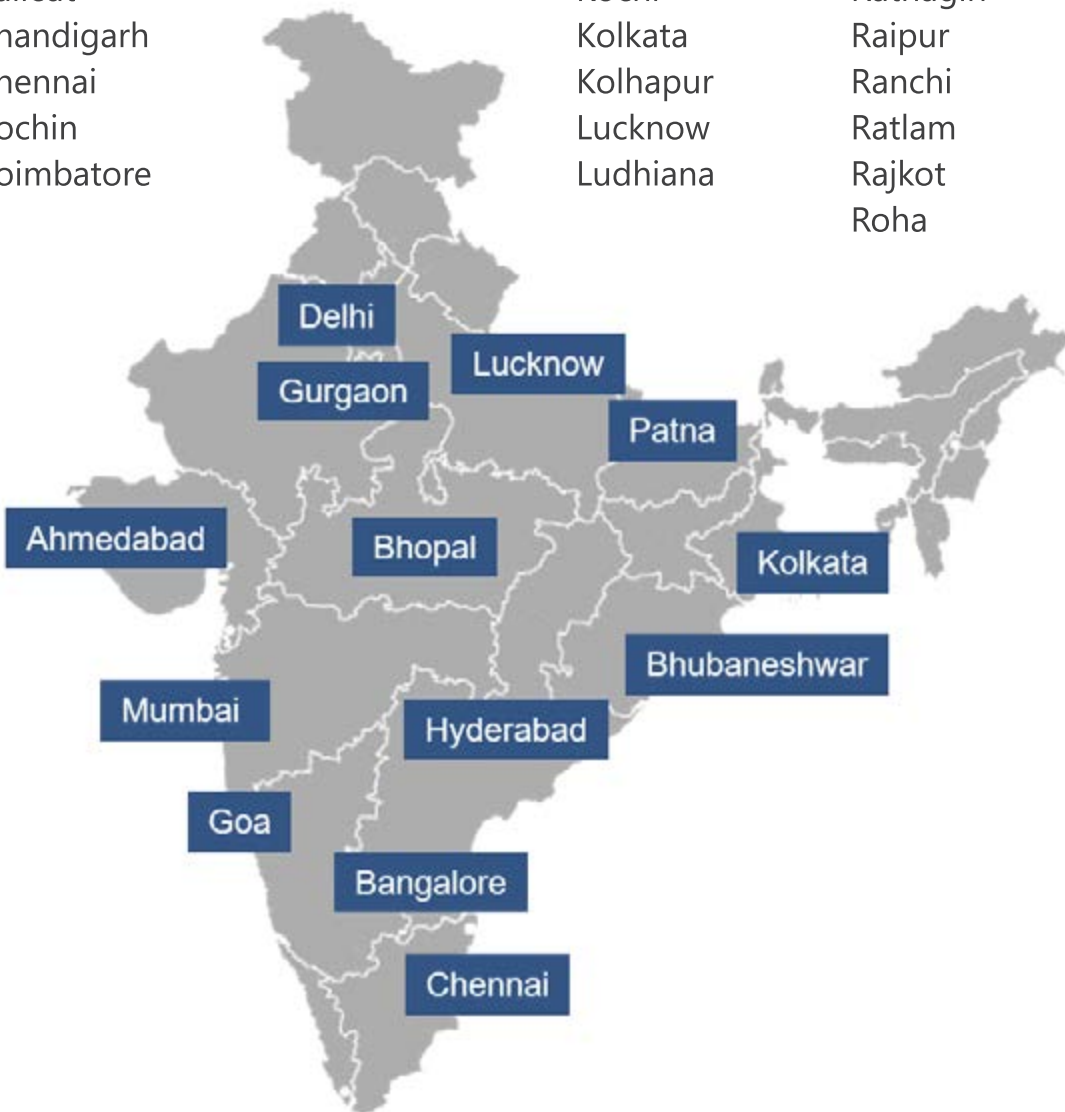 handigarh
hennai
ochin
oimbatore
Kolkata
Kolhapur
Lucknow
Ludhiana
Raipur
Ranchi
Ratlam
Rajkot
Roha
Delhi
Lucknow
Gurgaon
Patna
Ahmedabad
Bhopal
Kolkata
Bhubaneshwar
Mumbai
Hyderabad
Goa
Bangalore
Chennai